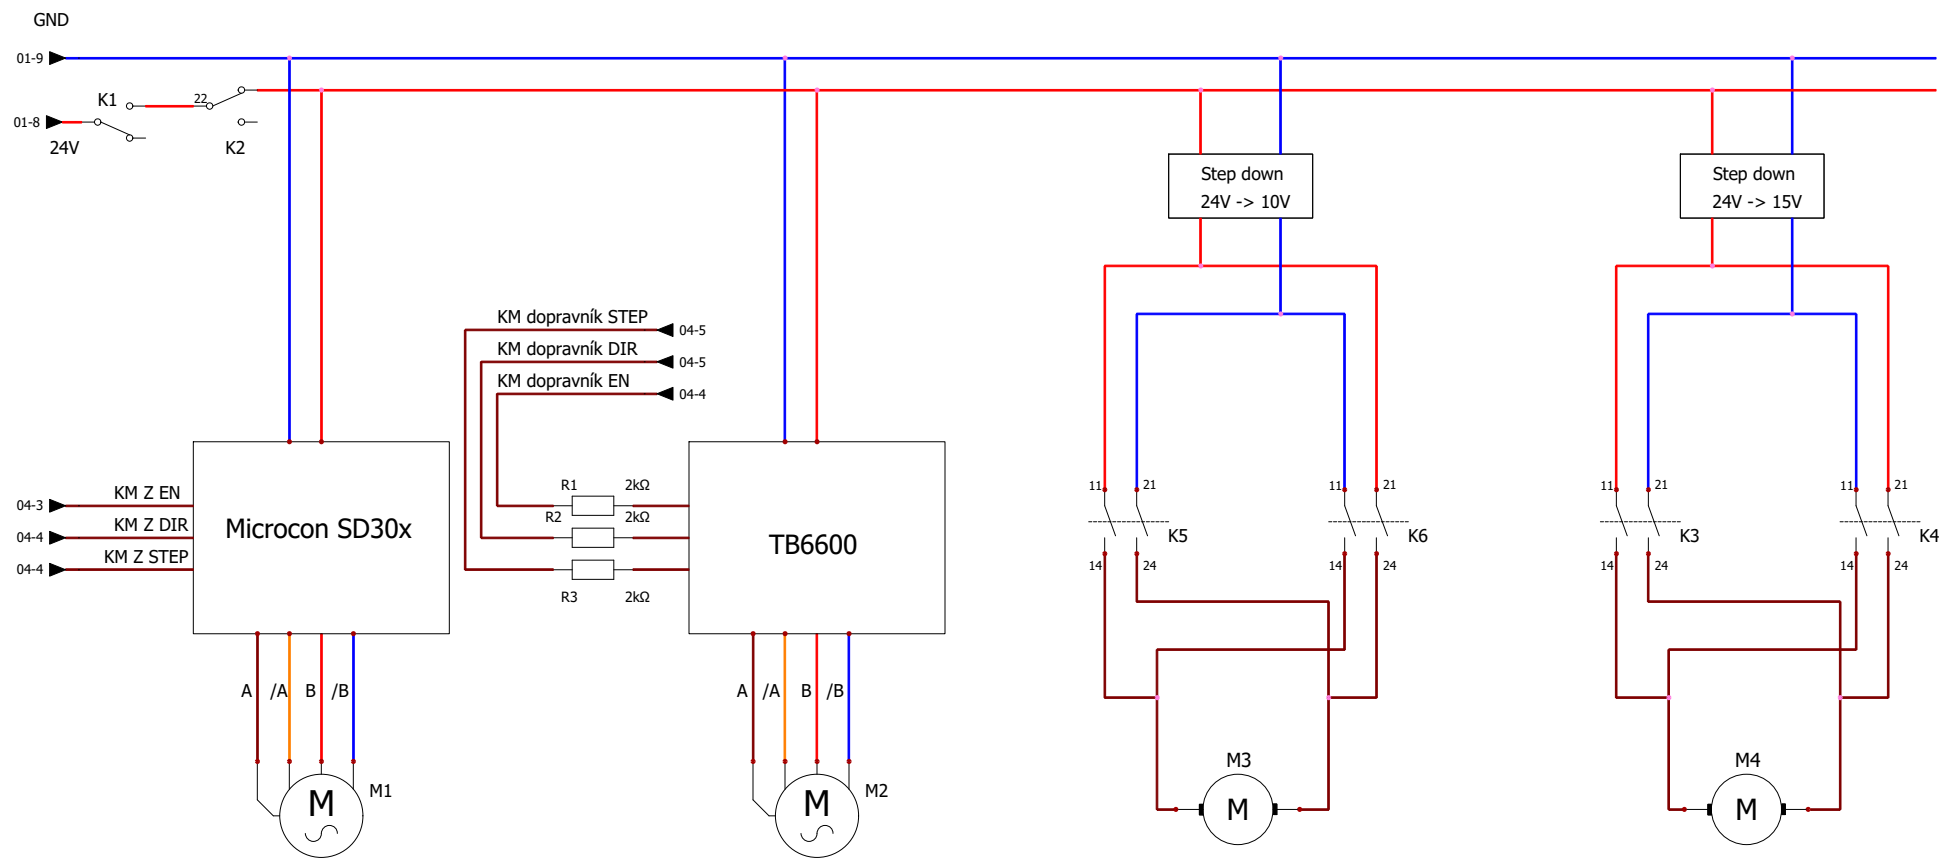 GND
01-9
K1
22
01-8
24V
K2
Step down
24V -> 10V
Step down
24V -> 15V
KM dopravník STEP
04-5
KM dopravník DIR
04-5
KM dopravník EN
04-4
KM Z EN
04-3
KM Z DIR
04-4
KM Z STEP
04-4
Microcon SD30x
R1 2kΩ
R2 2kΩ
R3 2kΩ
TB6600
11 21
K5
14 24
11 21
K6
14 24
11 21
K3
14 24
11 21
K4
14 24
A /A B /B
M1
M
A /A B /B
M2
M
M3
M
M4
M